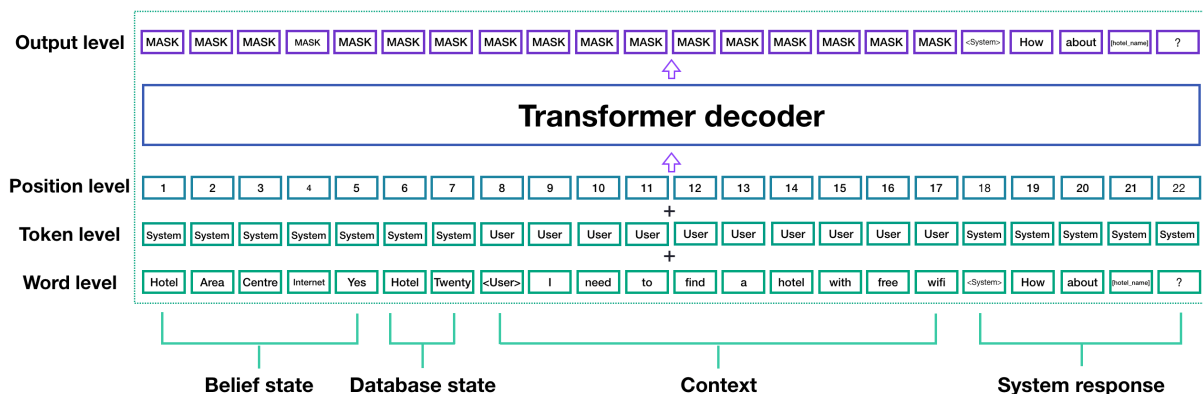 Output level MASK MASK MASK MASK MASK MASK MASK MASK MASK MASK MASK MASK MASK MASK MASK MASK MASK <System> How about [hotel_name] ?
Transformer decoder
Position level 1 2 3 4 5 6 7 8 9 10 11 12 13 14 15 16 17 18 19 20 21 22
+
Token level System System System System System System System User User User User User User User User User User System System System System System
+
Word level Hotel Area Centre Internet Yes Hotel Twenty <User> I need to find a hotel with free wifi <System> How about [hotel_name] ?
Belief state Database state Context System response